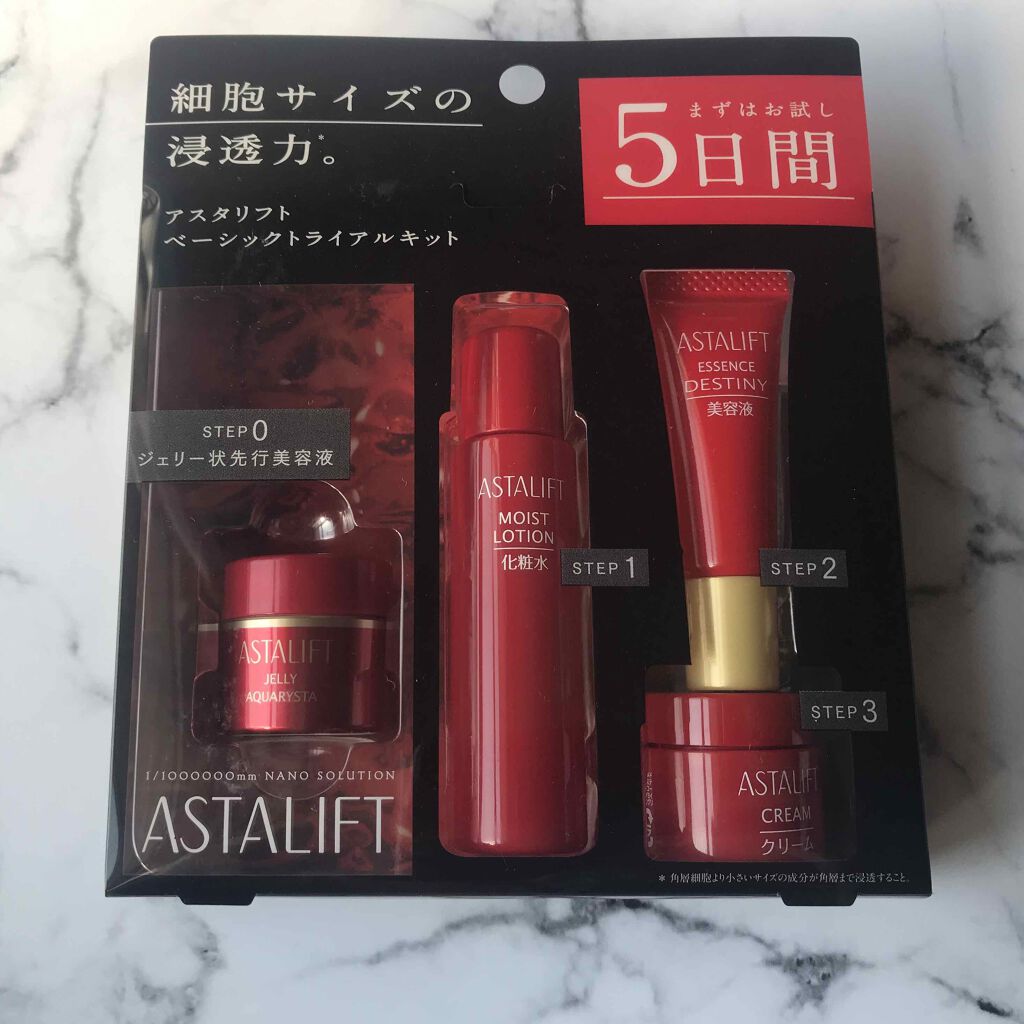 細胞サイズの
浸透力*。
アスタリフト
ベーシックトライアルキット
まずはお試し
5日間
STEP 0
ジェリー状先行美容液
ASTALIFT
JELLY
AQUARYSTA
1/1000000mm NANO SOLUTION
ASTALIFT
ASTALIFT
MOIST
LOTION
化粧水
STEP 1
ASTALIFT
ESSENCE
DESTINY
美容液
STEP 2
STEP 3
ASTALIFT
CREAM
クリーム
* 角層細胞より小さいサイズの成分が角層まで浸透すること。